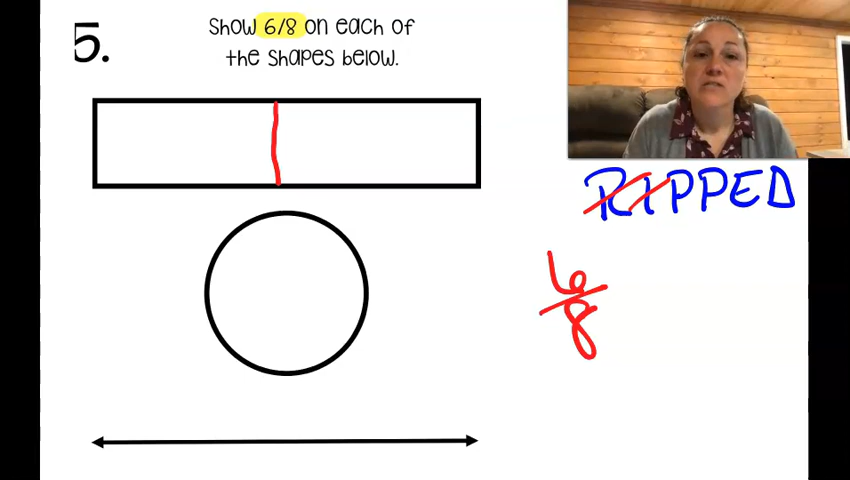 5.
Show 6/8 on each of
the shapes below.
RIPPED
6
8